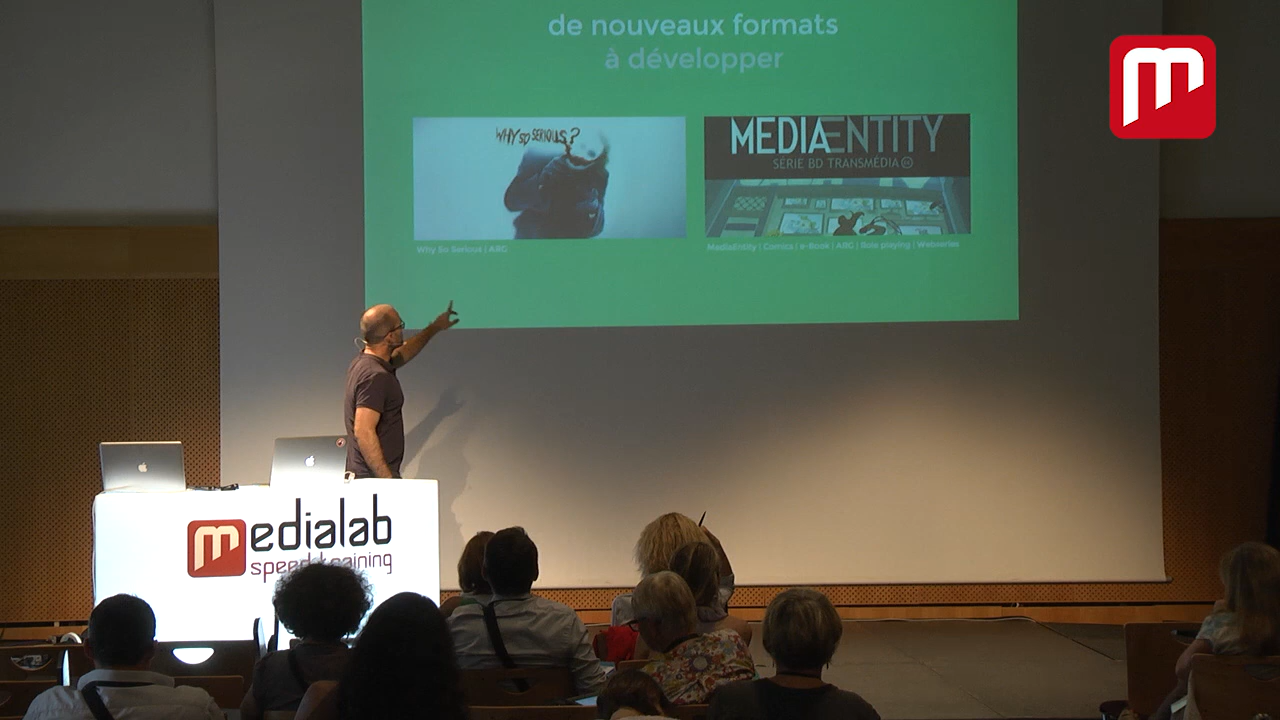 de nouveaux formats
à développer
WHY SO SERIOUS?
MEDIAENTITY
SÉRIE BD TRANSMÉDIA
Why So Serious | ARG
MediaEntity | Comics | e-Book | ARG | Role playing | Webseries
medialab
speed training